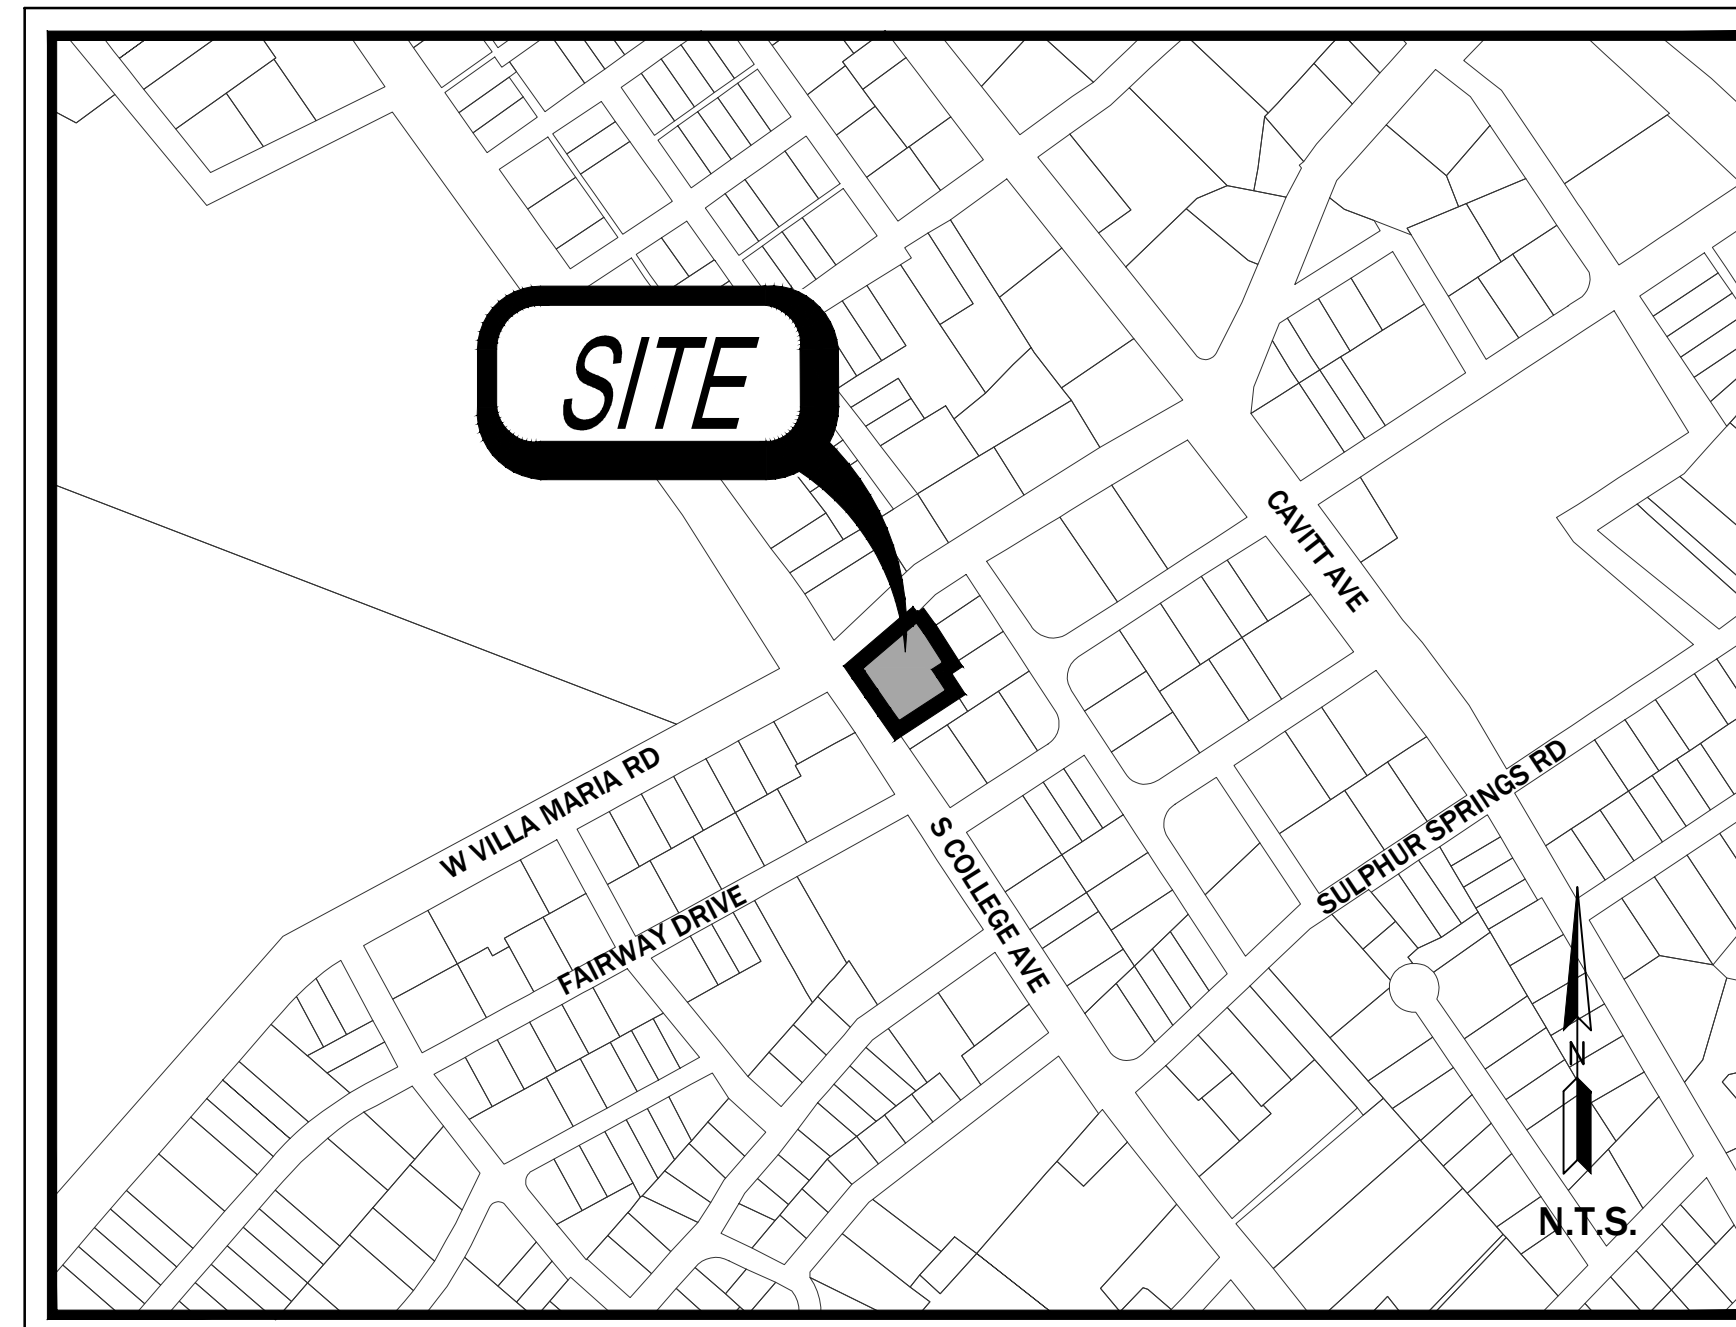 SITE
CAVITT AVE
W VILLA MARIA RD
SULPHUR SPRINGS RD
S COLLEGE AVE
FAIRWAY DRIVE
N
N.T.S.